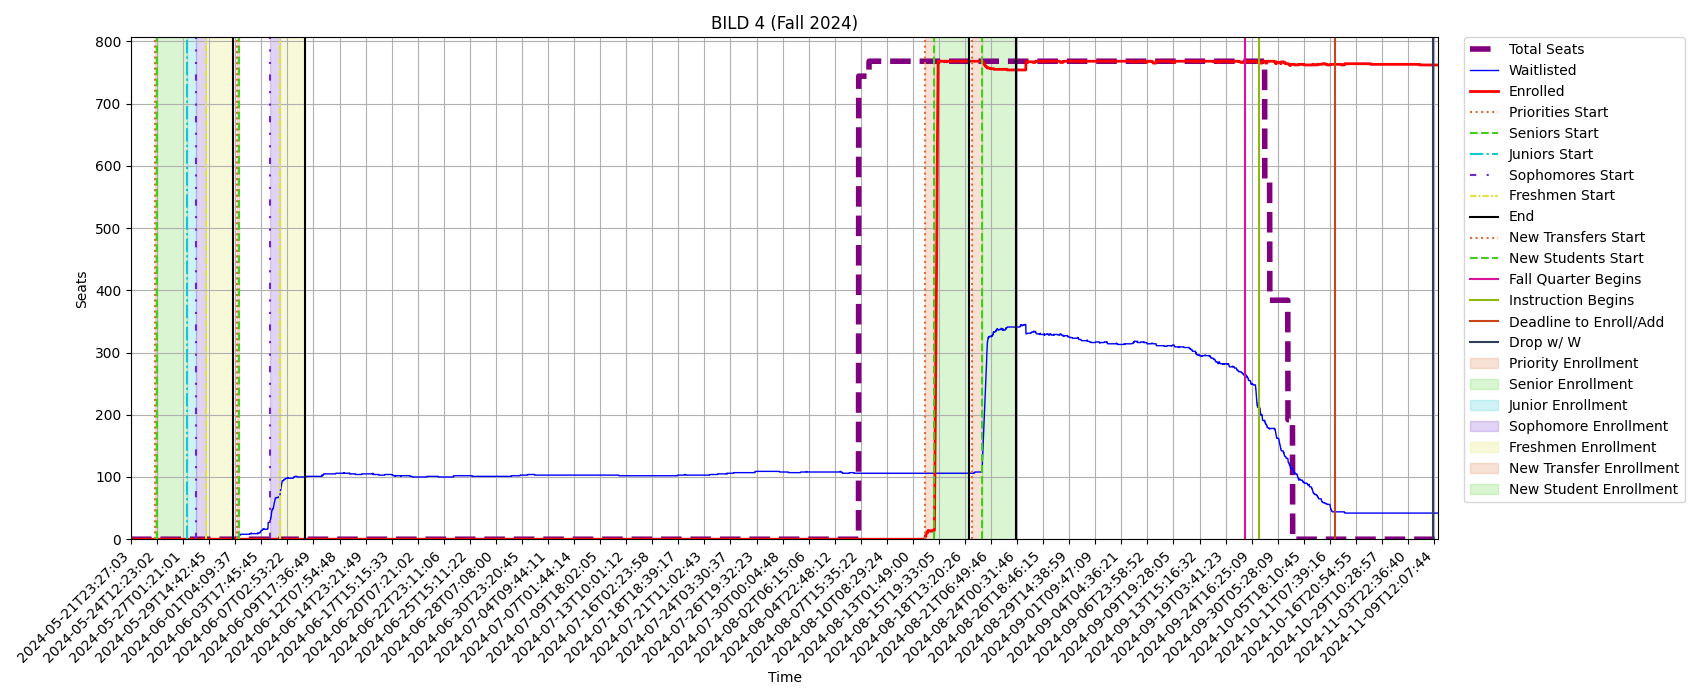 BILD 4 (Fall 2024)
Seats
800
700
600
500
400
300
200
100
0
2024-05-21T23:27:03
2024-05-24T12:23:02
2024-05-27T01:21:01
2024-05-29T14:42:45
2024-06-01T04:09:37
2024-06-03T17:45:45
2024-06-07T02:53:22
2024-06-09T17:36:49
2024-06-12T07:54:48
2024-06-14T23:21:49
2024-06-17T15:15:33
2024-06-20T07:21:02
2024-06-22T23:11:06
2024-06-25T15:11:22
2024-06-28T07:08:00
2024-06-30T23:20:45
2024-07-04T09:44:11
2024-07-07T01:44:14
2024-07-09T18:02:05
2024-07-13T10:01:12
2024-07-16T02:23:58
2024-07-18T18:39:17
2024-07-21T11:02:43
2024-07-24T03:30:37
2024-07-26T19:32:23
2024-07-30T00:04:48
2024-08-02T06:15:06
2024-08-04T22:48:12
2024-08-07T15:35:22
2024-08-10T08:29:24
2024-08-13T01:49:00
2024-08-15T19:33:05
2024-08-18T13:20:26
2024-08-21T06:49:46
2024-08-24T00:31:46
2024-08-26T18:46:15
2024-08-29T14:38:59
2024-09-01T09:47:09
2024-09-04T04:36:21
2024-09-06T23:58:52
2024-09-09T19:28:05
2024-09-13T15:16:32
2024-09-19T03:41:23
2024-09-24T16:25:09
2024-09-30T05:28:09
2024-10-05T18:10:45
2024-10-11T07:39:16
2024-10-16T20:54:55
2024-10-29T10:28:57
2024-11-03T22:36:40
2024-11-09T12:07:44
Time
Total Seats
Waitlisted
Enrolled
Priorities Start
Seniors Start
Juniors Start
Sophomores Start
Freshmen Start
End
New Transfers Start
New Students Start
Fall Quarter Begins
Instruction Begins
Deadline to Enroll/Add
Drop w/ W
Priority Enrollment
Senior Enrollment
Junior Enrollment
Sophomore Enrollment
Freshmen Enrollment
New Transfer Enrollment
New Student Enrollment